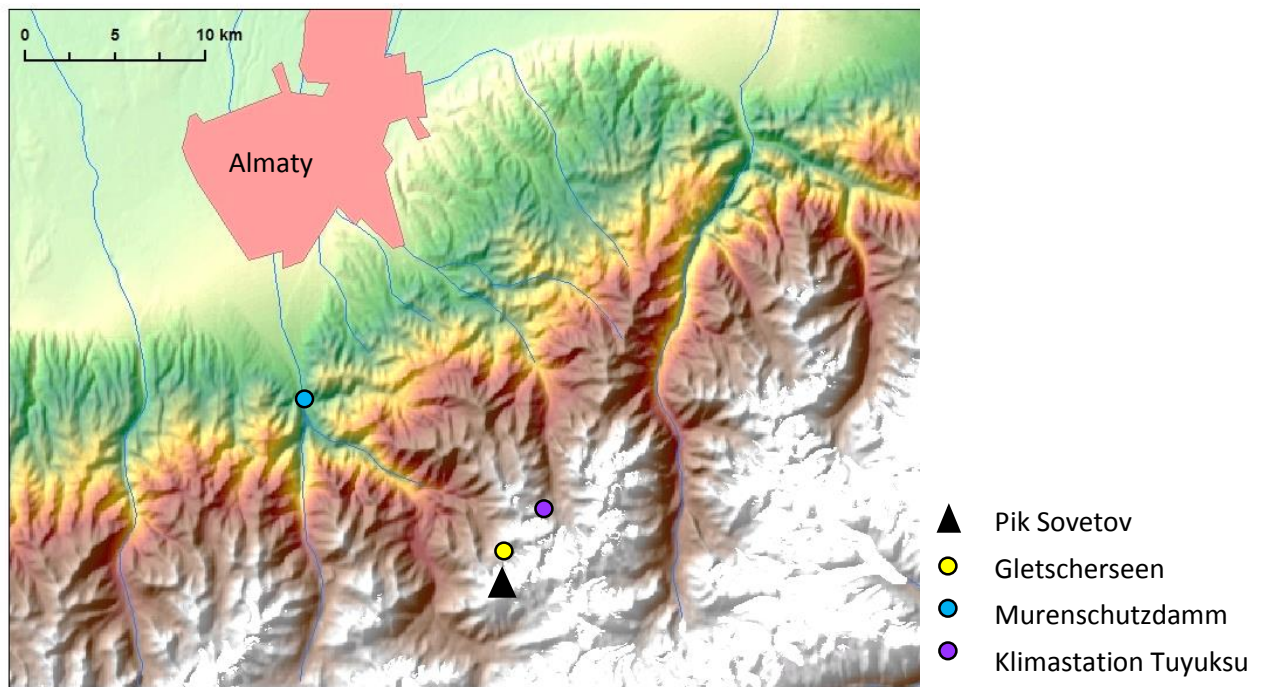 0 5 10 km
Almaty
Pik Sovetov
Gletscherseen
Murenschutzdamm
Klimastation Tuyuksu